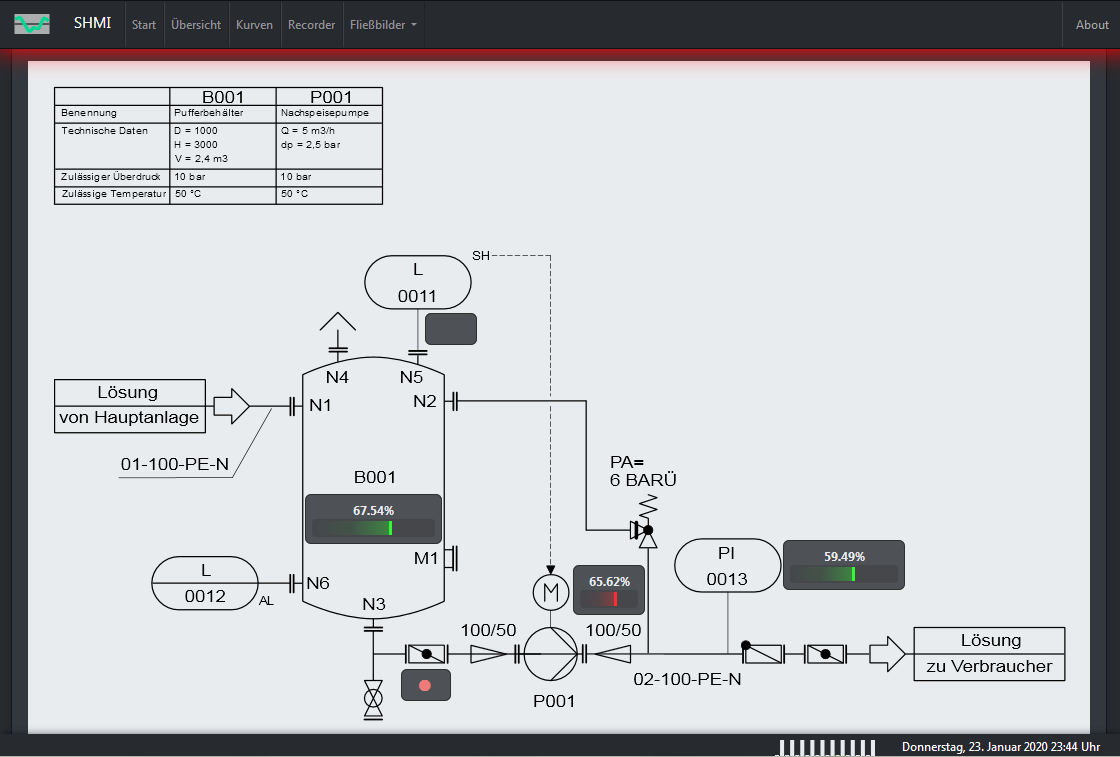 SHMI Start Übersicht Kurven Recorder Fließbilder About
B001 P001
Benennung Pufferbehälter Nachspeisepumpe
Technische Daten D = 1000 Q = 5 m3/h
H = 3000 dp = 2,5 bar
V = 2,4 m3
Zulässiger Überdruck 10 bar 10 bar
Zulässige Temperatur 50 °C 50 °C
L
0011
SH
N4 N5
Lösung
von Hauptanlage
N1
N2
01-100-PE-N
B001
67.54%
PA=
6 BARÜ
M1
L
0012
AL
N6
N3
M
65.62%
PI
0013
59.49%
100/50 100/50
P001
02-100-PE-N
Lösung
zu Verbraucher
Donnerstag, 23. Januar 2020 23:44 Uhr